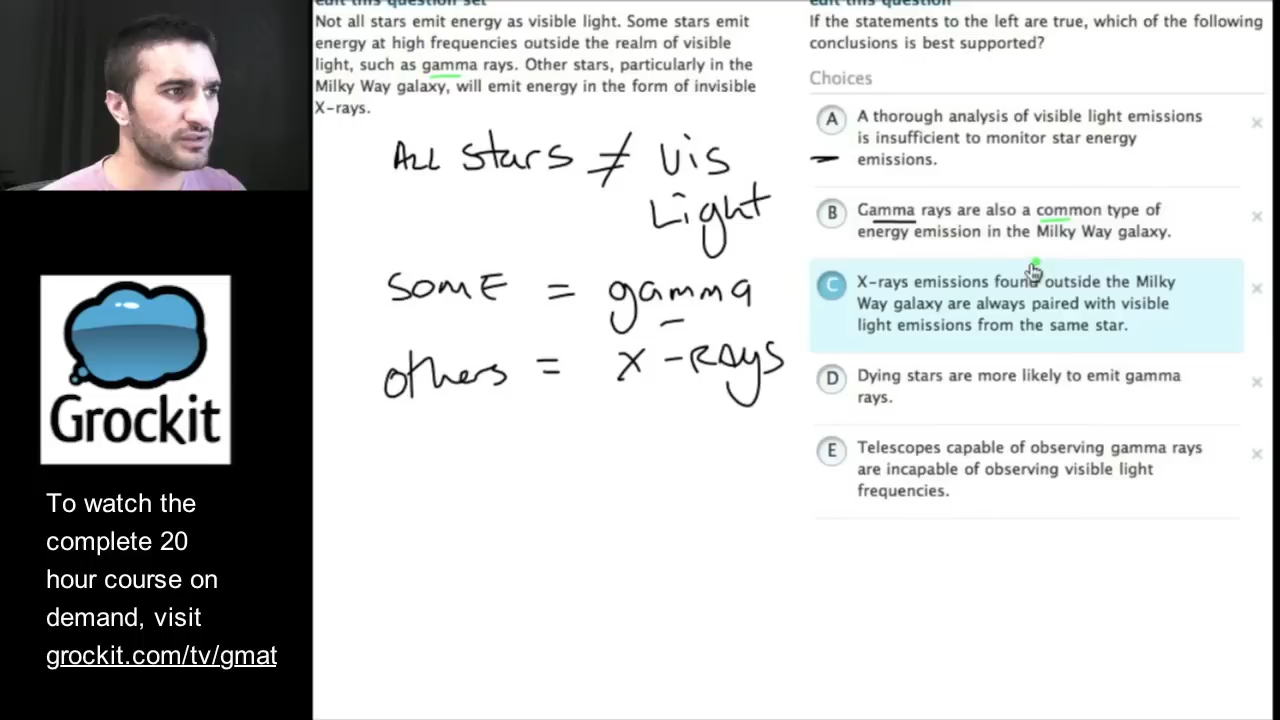 edit this question set
Not all stars emit energy as visible light. Some stars emit
energy at high frequencies outside the realm of visible
light, such as gamma rays. Other stars, particularly in the
Milky Way galaxy, will emit energy in the form of invisible
X-rays.
ALL stars ≠ Vis
Light
SOME = gamma
others = X-RAYS
edit this question
If the statements to the left are true, which of the following
conclusions is best supported?
Choices
A A thorough analysis of visible light emissions
is insufficient to monitor star energy
emissions.
B Gamma rays are also a common type of
energy emission in the Milky Way galaxy.
C X-rays emissions found outside the Milky
Way galaxy are always paired with visible
light emissions from the same star.
D Dying stars are more likely to emit gamma
rays.
E Telescopes capable of observing gamma rays
are incapable of observing visible light
frequencies.
Grockit
To watch the
complete 20
hour course on
demand, visit
grockit.com/tv/gmat